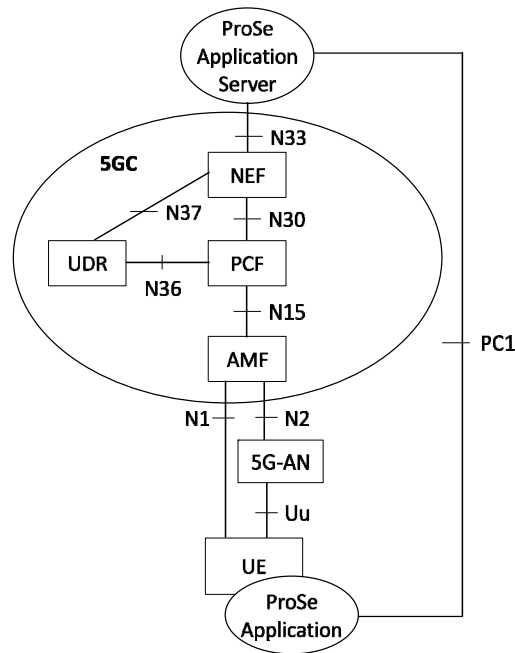 ProSe
Application
Server
N33
5GC
NEF
N37
N30
UDR
PCF
N36
N15
AMF
PC1
N1
N2
5G-AN
Uu
UE
ProSe
Application